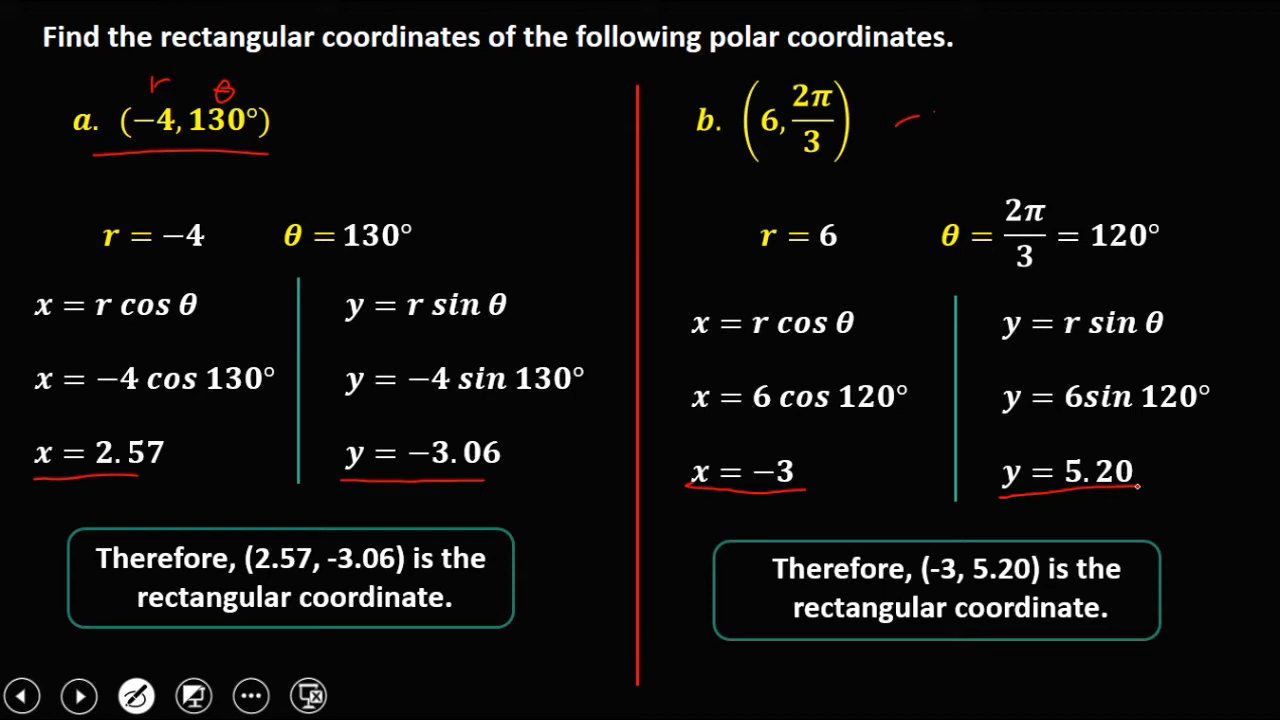 Find the rectangular coordinates of the following polar coordinates.
r θ
a. (−4, 130°)
r = −4 θ = 130°
x = r cos θ
y = r sin θ
x = −4 cos 130°
y = −4 sin 130°
x = 2.57
y = −3.06
Therefore, (2.57, -3.06) is the
rectangular coordinate.
b. (6, 2π/3)
r = 6 θ = 2π/3 = 120°
x = r cos θ
y = r sin θ
x = 6 cos 120°
y = 6sin 120°
x = −3
y = 5.20
Therefore, (-3, 5.20) is the
rectangular coordinate.